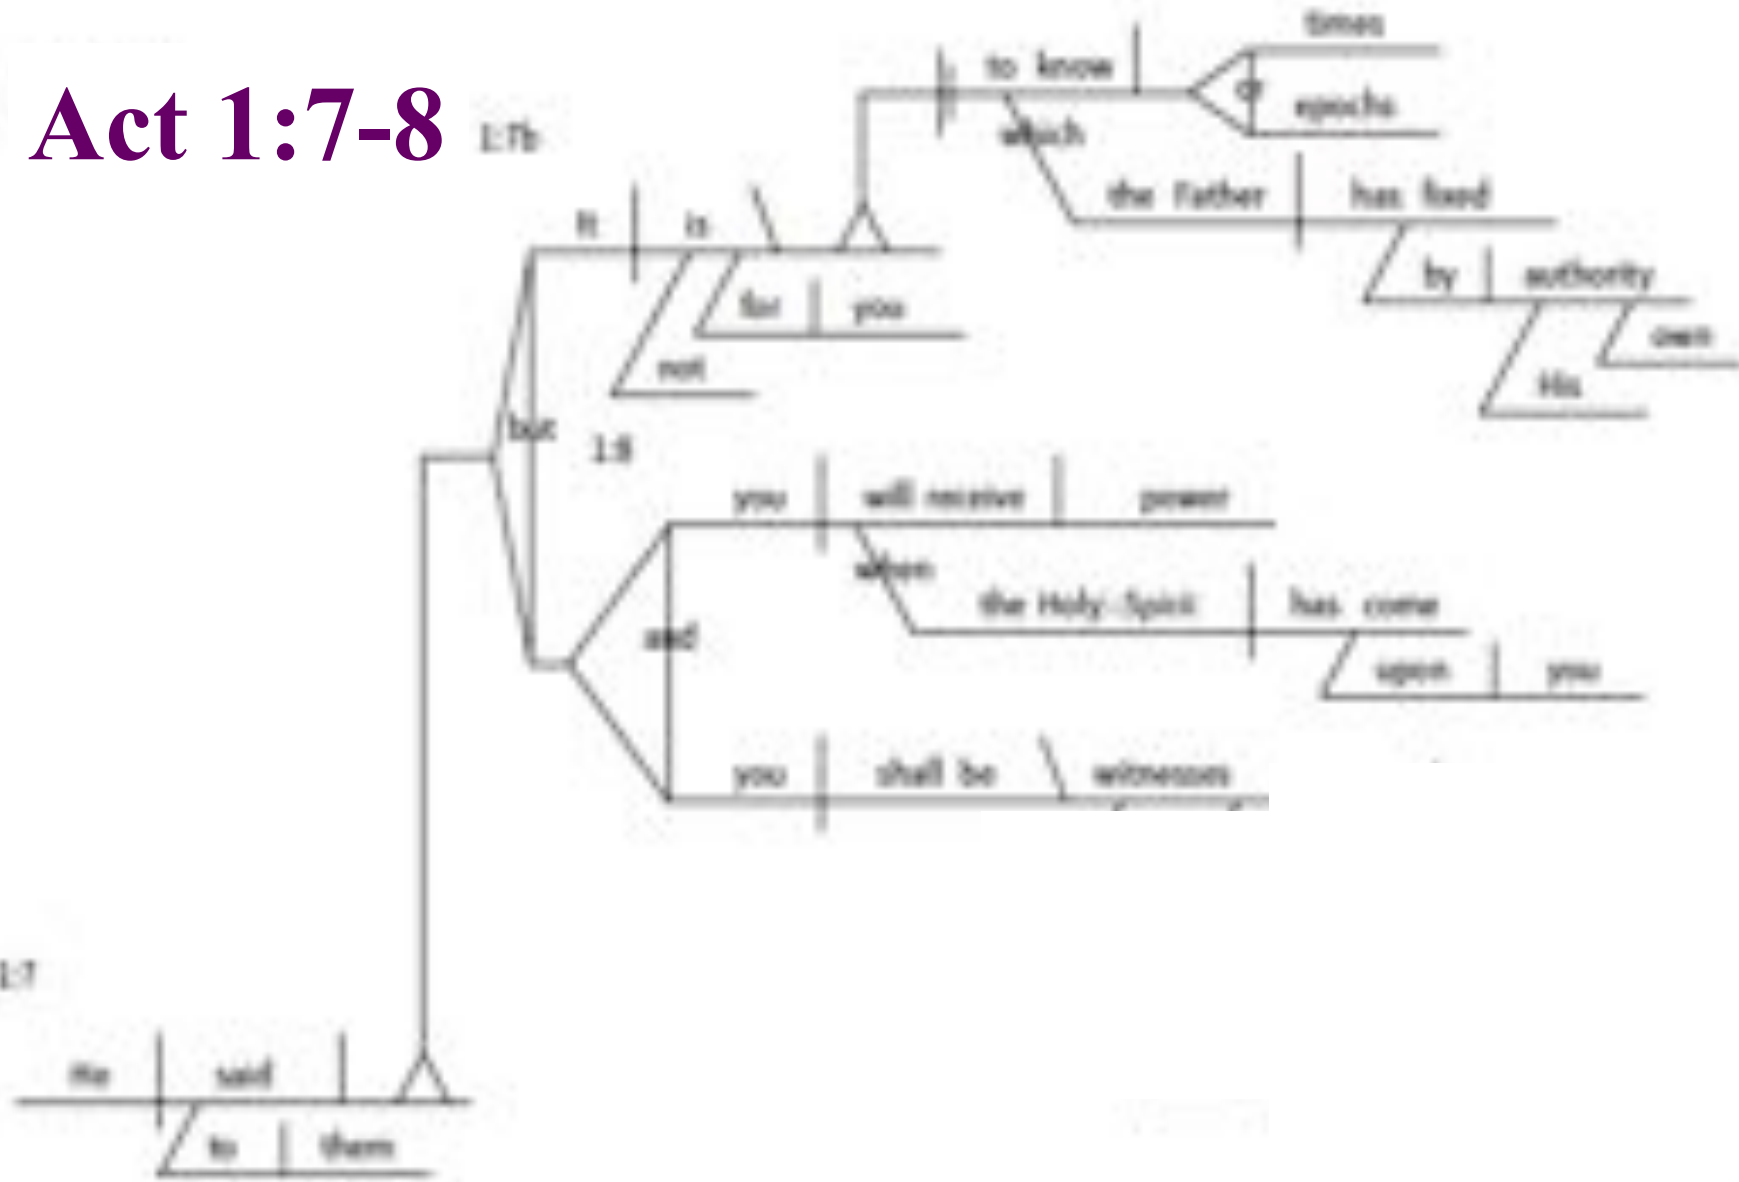 times
to know
or
Act 1:7-8
epochs
1:7b
which
the Father has fixed
It is
by authority
for you
own
not
His
but
1:8
you will receive power
when
the Holy-Spirit has come
and
upon you
you shall be witnesses
1:7
He said
to them